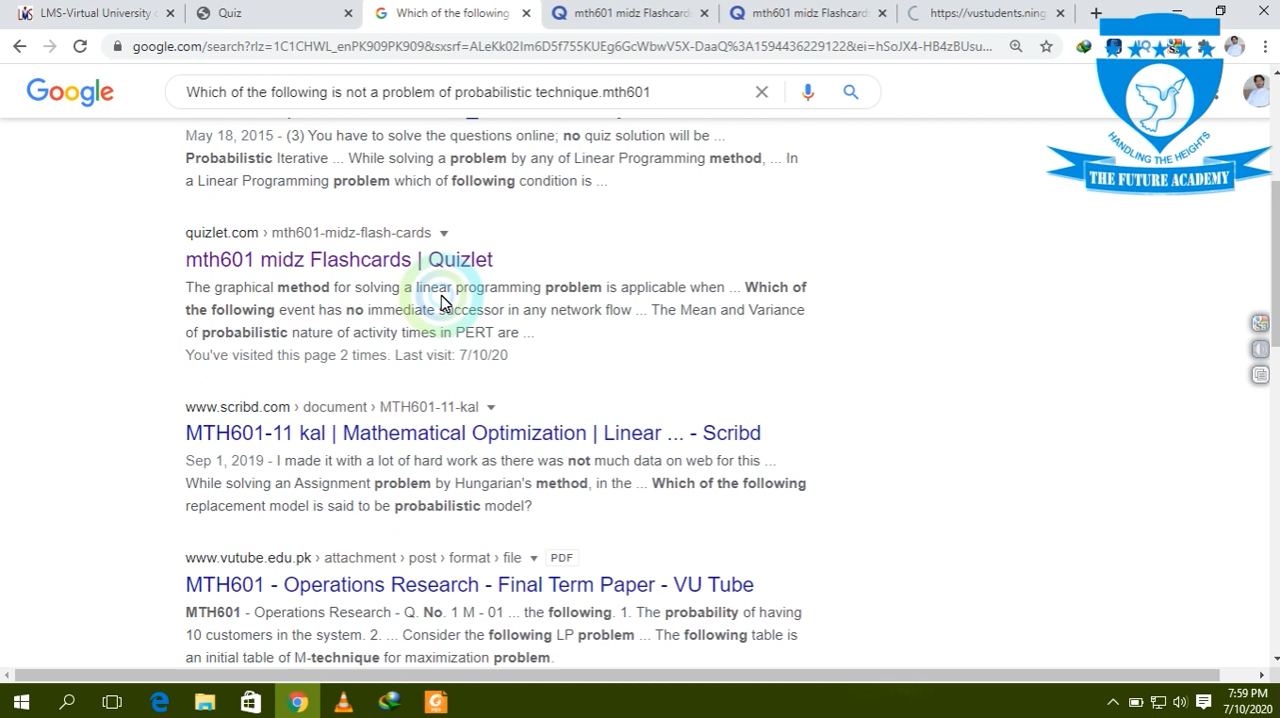 LMS-Virtual University
Quiz
Which of the following
mth601 midz Flashcards
mth601 midz Flashcards
https://vustudents.ning
google.com/search?rlz=1C1CHWL_enPK909PK909&sxsrf=
Google
Which of the following is not a problem of probabilistic technique.mth601
HANDLING THE HEIGHTS
THE FUTURE ACADEMY
May 18, 2015 - (3) You have to solve the questions online; no quiz solution will be ...
Probabilistic Iterative ... While solving a problem by any of Linear Programming method, ... In
a Linear Programming problem which of following condition is ...
quizlet.com › mth601-midz-flash-cards
mth601 midz Flashcards | Quizlet
The graphical method for solving a linear programming problem is applicable when ... Which of
the following event has no immediate successor in any network flow ... The Mean and Variance
of probabilistic nature of activity times in PERT are ...
You've visited this page 2 times. Last visit: 7/10/20
www.scribd.com › document › MTH601-11-kal
MTH601-11 kal | Mathematical Optimization | Linear ... - Scribd
Sep 1, 2019 - I made it with a lot of hard work as there was not much data on web for this ...
While solving an Assignment problem by Hungarian's method, in the ... Which of the following
replacement model is said to be probabilistic model?
www.vutube.edu.pk › attachment › post › format › file PDF
MTH601 - Operations Research - Final Term Paper - VU Tube
MTH601 - Operations Research - Q. No. 1 M - 01 ... the following. 1. The probability of having
10 customers in the system. 2. ... Consider the following LP problem ... The following table is
an initial table of M-technique for maximization problem.
7:59 PM
7/10/2020